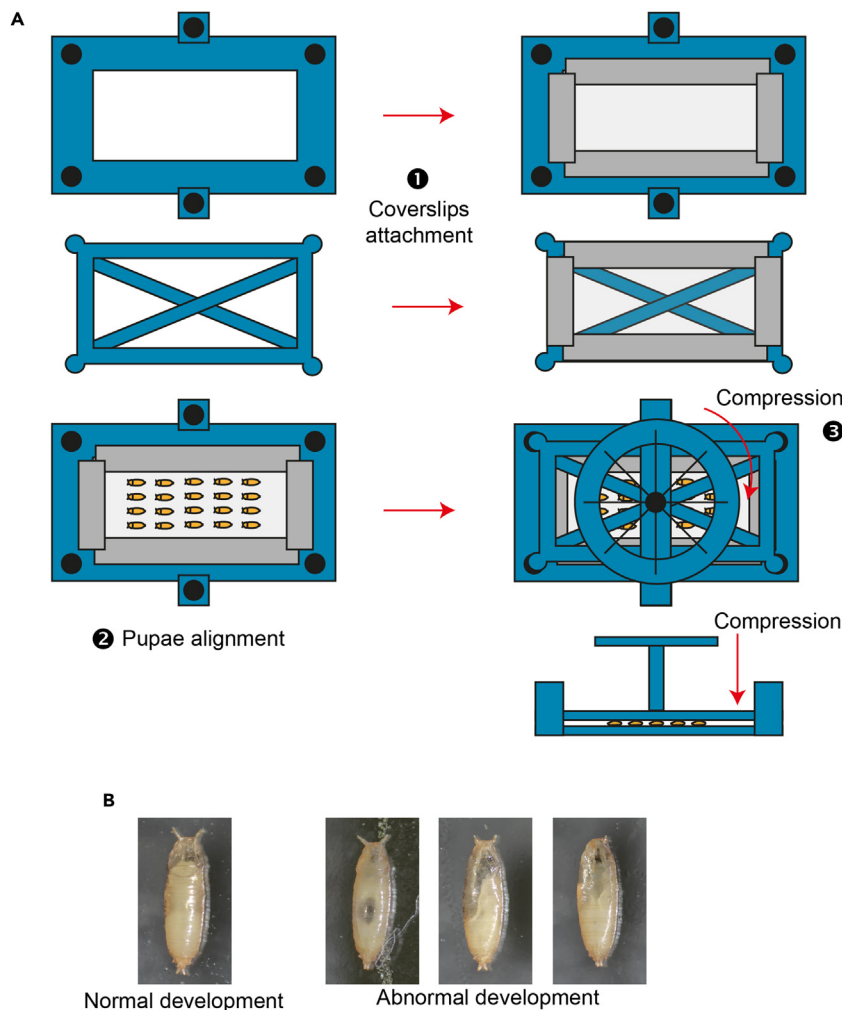 A
❶
Coverslips
attachment
Compression
❸
❷ Pupae alignment
Compression
B
Normal development
Abnormal development